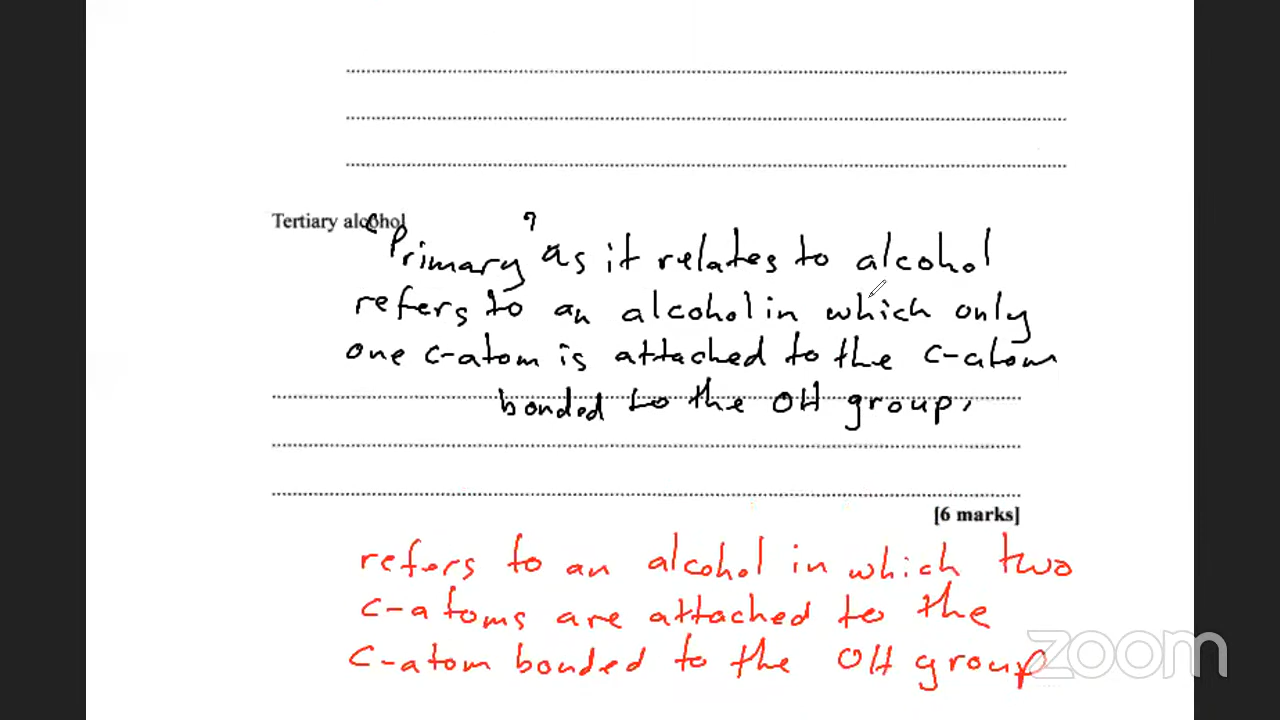 Tertiary alcohol
"Primary" as it relates to alcohol
refers to an alcohol in which only
one c-atom is attached to the c-atom
bonded to the OH group.
[6 marks]
refers to an alcohol in which two
c-atoms are attached to the
c-atom bonded to the OH group
zoom